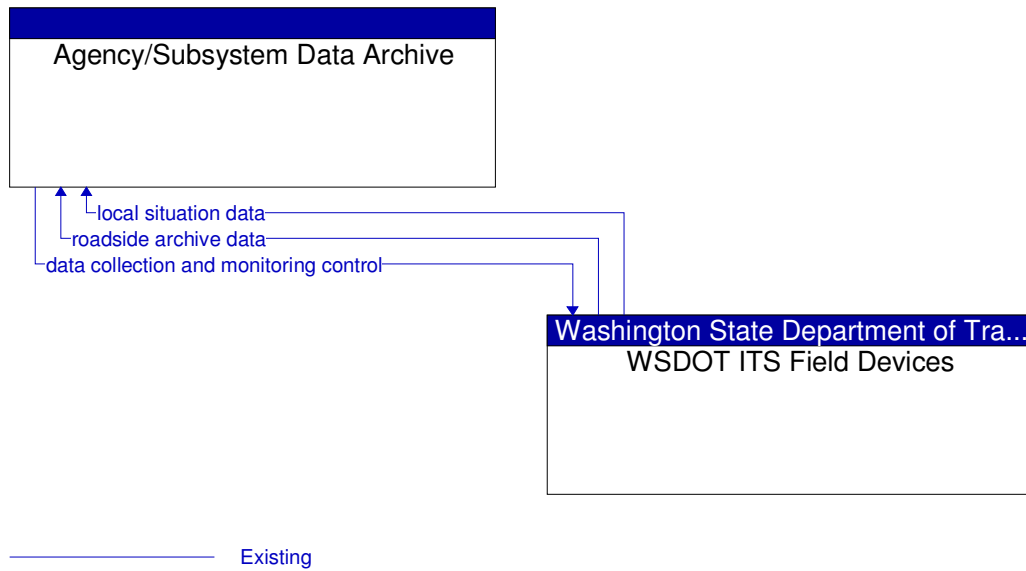 Agency/Subsystem Data Archive
local situation data
roadside archive data
data collection and monitoring control
Washington State Department of Tra...
WSDOT ITS Field Devices
Existing